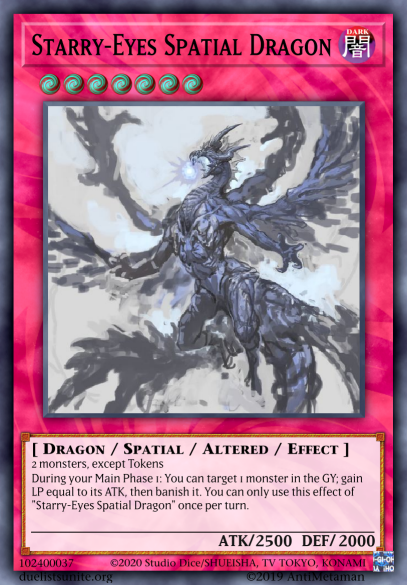 STARRY-EYES SPATIAL DRAGON
DARK
闇
[ DRAGON / SPATIAL / ALTERED / EFFECT ]
2 monsters, except Tokens
During your Main Phase 1: You can target 1 monster in the GY; gain
LP equal to its ATK, then banish it. You can only use this effect of
"Starry-Eyes Spatial Dragon" once per turn.
ATK/2500 DEF/2000
102400037 ©2020 Studio Dice/SHUEISHA, TV TOKYO, KONAMI
duelistsunite.org ©2019 AntiMetaman